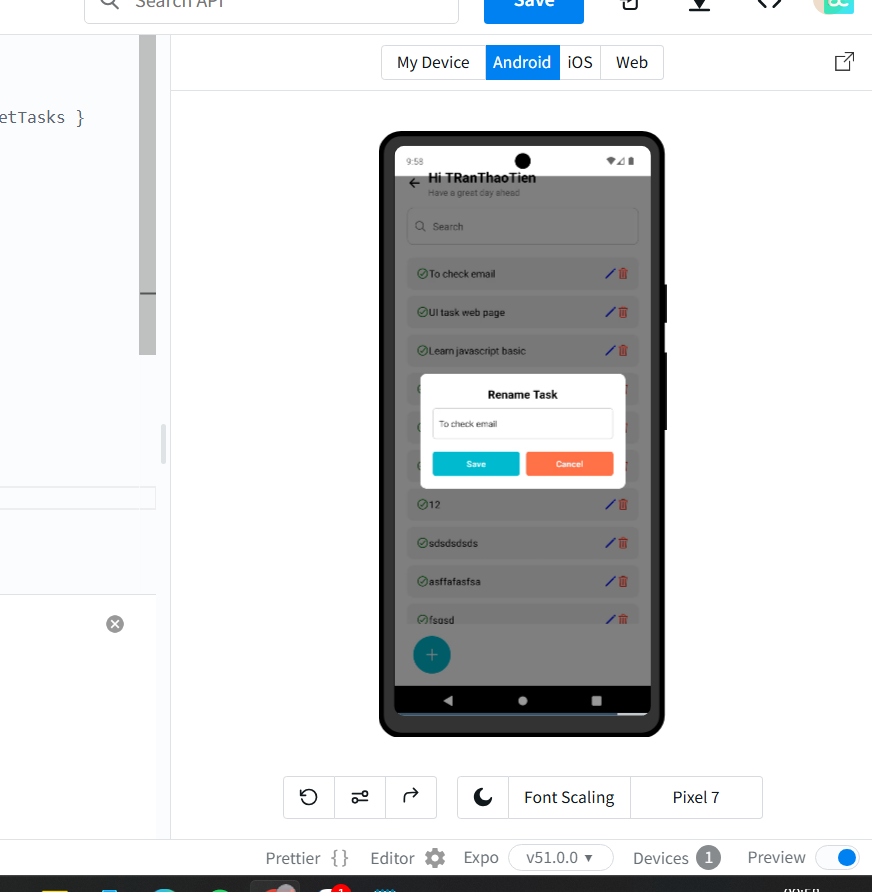 Search API
Save
My Device Android iOS Web
etTasks }
9:58
Hi TRanThaoTien
Have a great day ahead
Search
To check email
UI task web page
Learn javascript basic
Rename Task
To check email
Save Cancel
12
sdsdsdsds
asffafasfsa
fsgsd
+
Font Scaling Pixel 7
Prettier {} Editor Expo v51.0.0 ▼ Devices 1 Preview
1